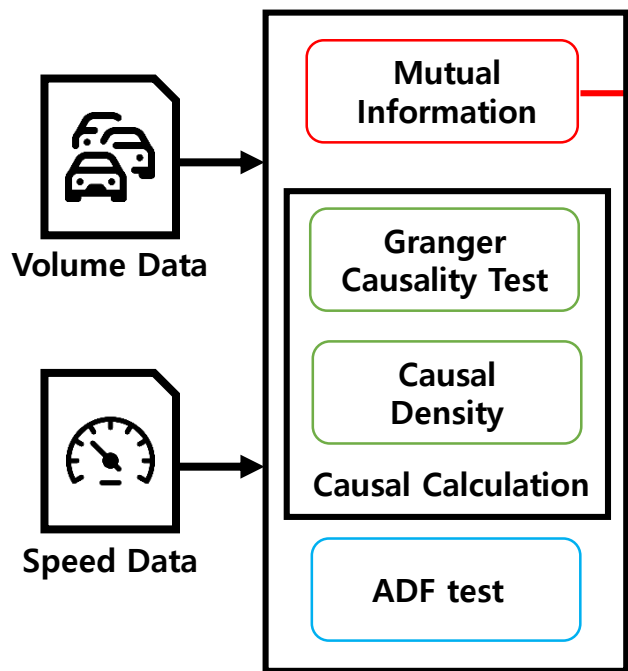 Mutual
Information
Volume Data
Granger
Causality Test
Causal
Density
Causal Calculation
Speed Data
ADF test